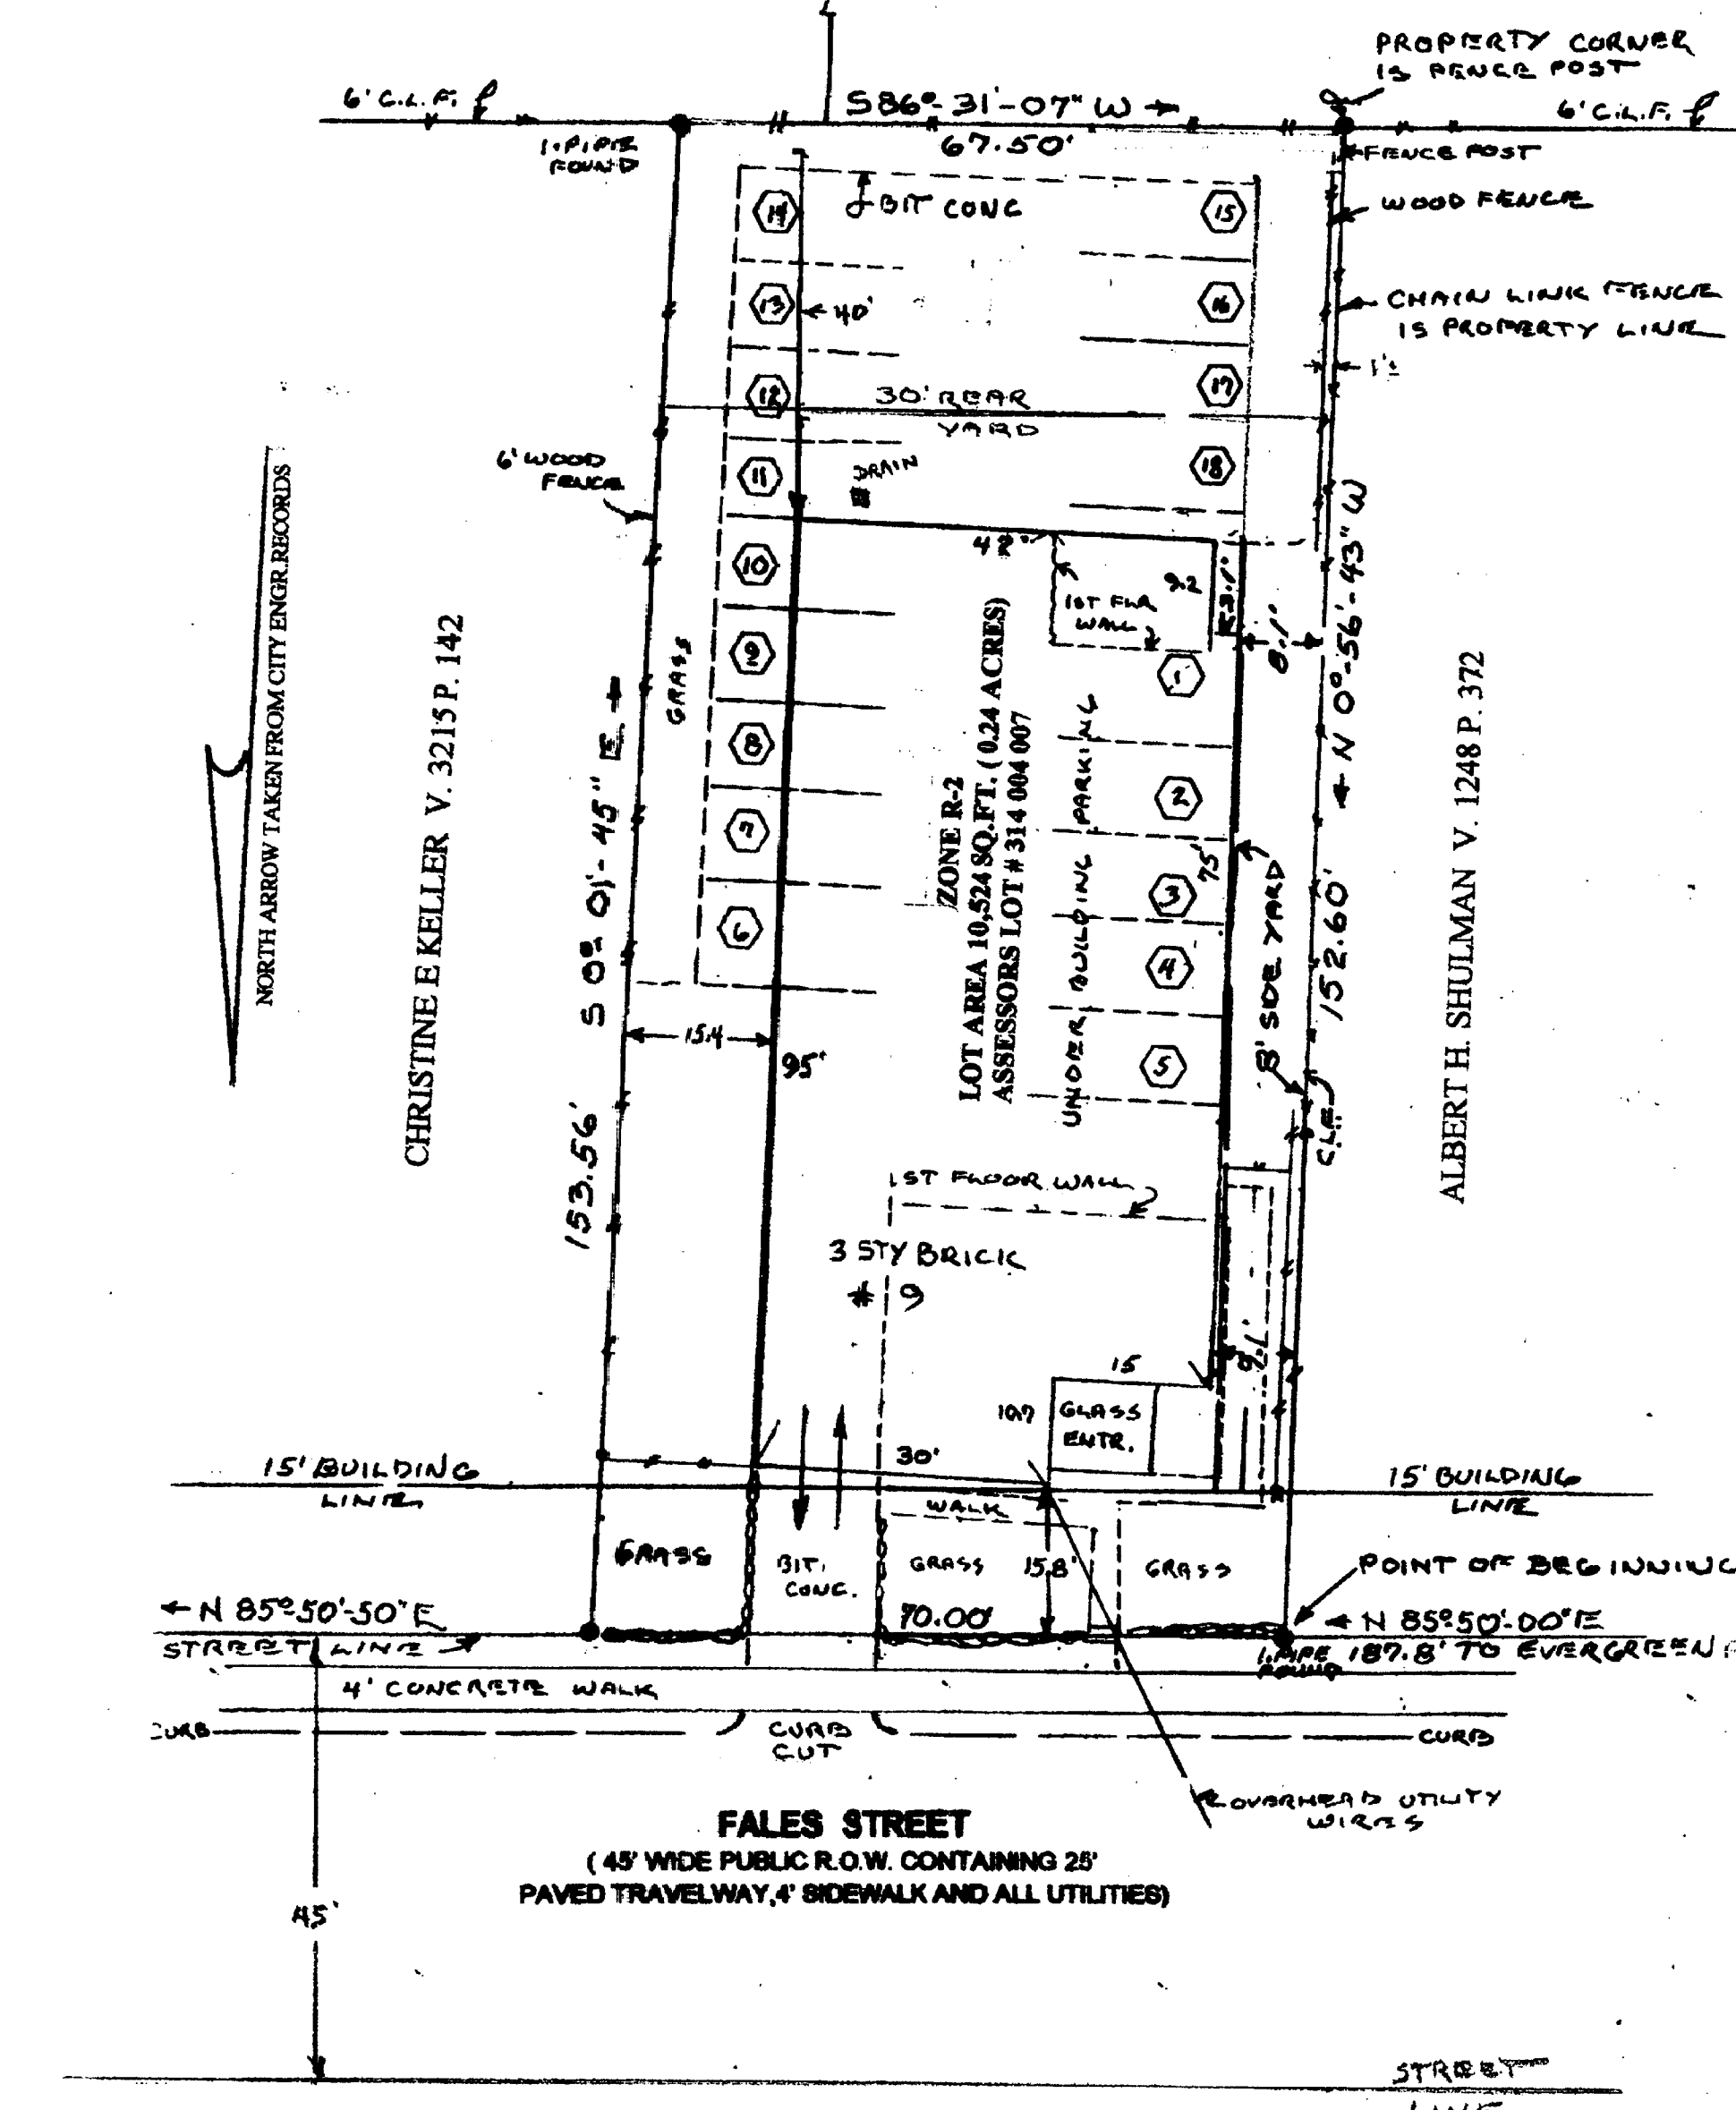 PROPERTY CORNER
IS FENCE POST
6' C.L.F.
S86°-31'-07" W
6' C.L.F.
67.50'
I. PIPE
FOUND
FENCE POST
14
BIT CONC
15
WOOD FENCE
13
40'
16
CHAIN LINK FENCE
IS PROPERTY LINE
1'±
12
30' REAR
YARD
17
6' WOOD
FENCE
11
DRAIN
18
NORTH ARROW TAKEN FROM CITY ENGR.RECORDS
CHRISTINE E KELLER V. 3215 P. 142
S 0° 01'- 45" E
153.56'
GRASS
42'
10
1ST FLR
WALL
9.2
3.1'
8.1'
N 0°-56'-43" W
152.60'
ALBERT H. SHULMAN V. 1248 P. 372
9
1
8
2
7
3
75'
6
4
5
ZONE R-2
LOT AREA 10,524 SQ.FT. ( 0.24 ACRES)
ASSESSORS LOT # 314 004 007
UNDER BUILDING PARKING
8' SIDE YARD
CLF
15.4
95'
1ST FLOOR WALL
3 STY BRICK
# 9
9.1'
15
10.7
GLASS
ENTR.
30'
15' BUILDING
LINE
15' BUILDING
LINE
WALK
GRASS
BIT.
CONC.
GRASS
15.8'
GRASS
POINT OF BEGINNING
N 85°50'-50"E
70.00'
N 85°50'-00"E
STREET LINE
I. PIPE
FOUND
187.8' TO EVERGREEN
4' CONCRETE WALK
CURB
CURB
CUT
CURB
OVERHEAD UTILITY
WIRES
FALES STREET
( 45' WIDE PUBLIC R.O.W. CONTAINING 25'
PAVED TRAVELWAY,4' SIDEWALK AND ALL UTILITIES)
45'
STREET
LINE